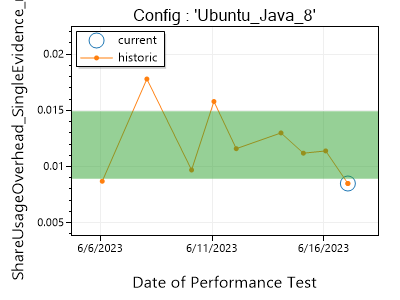 Config : 'Ubuntu_Java_8'
ShareUsageOverhead_SingleEvidence_
current
historic
0.02
0.015
0.01
0.005
6/6/2023
6/11/2023
6/16/2023
Date of Performance Test